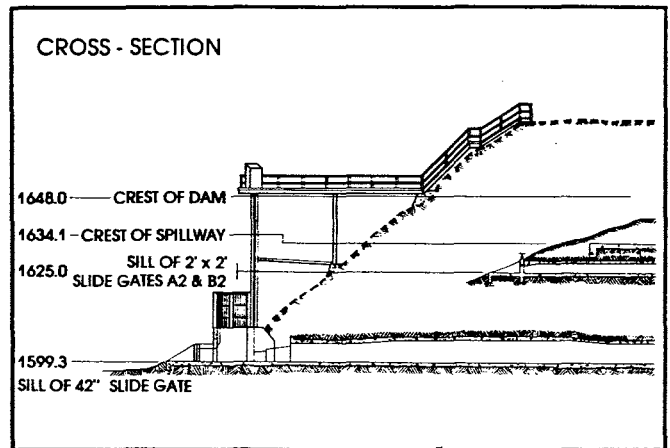 CROSS - SECTION
1648.0 CREST OF DAM
1634.1 CREST OF SPILLWAY
1625.0 SILL OF 2' x 2'
SLIDE GATES A2 & B2
1599.3
SILL OF 42" SLIDE GATE